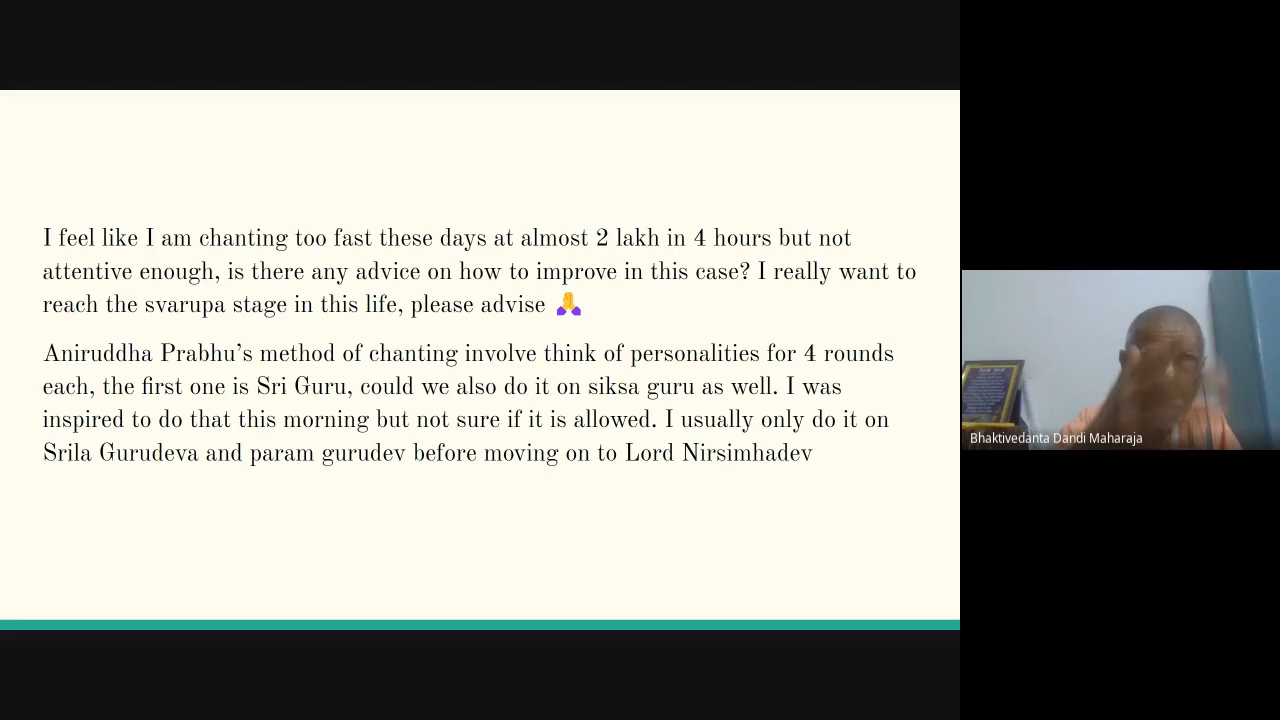 I feel like I am chanting too fast these days at almost 2 lakh in 4 hours but not
attentive enough, is there any advice on how to improve in this case? I really want to
reach the svarupa stage in this life, please advise 🙏
Aniruddha Prabhu’s method of chanting involve think of personalities for 4 rounds
each, the first one is Sri Guru, could we also do it on siksa guru as well. I was
inspired to do that this morning but not sure if it is allowed. I usually only do it on
Srila Gurudeva and param gurudev before moving on to Lord Nirsimhadev
Bhaktivedanta Dandi Maharaja